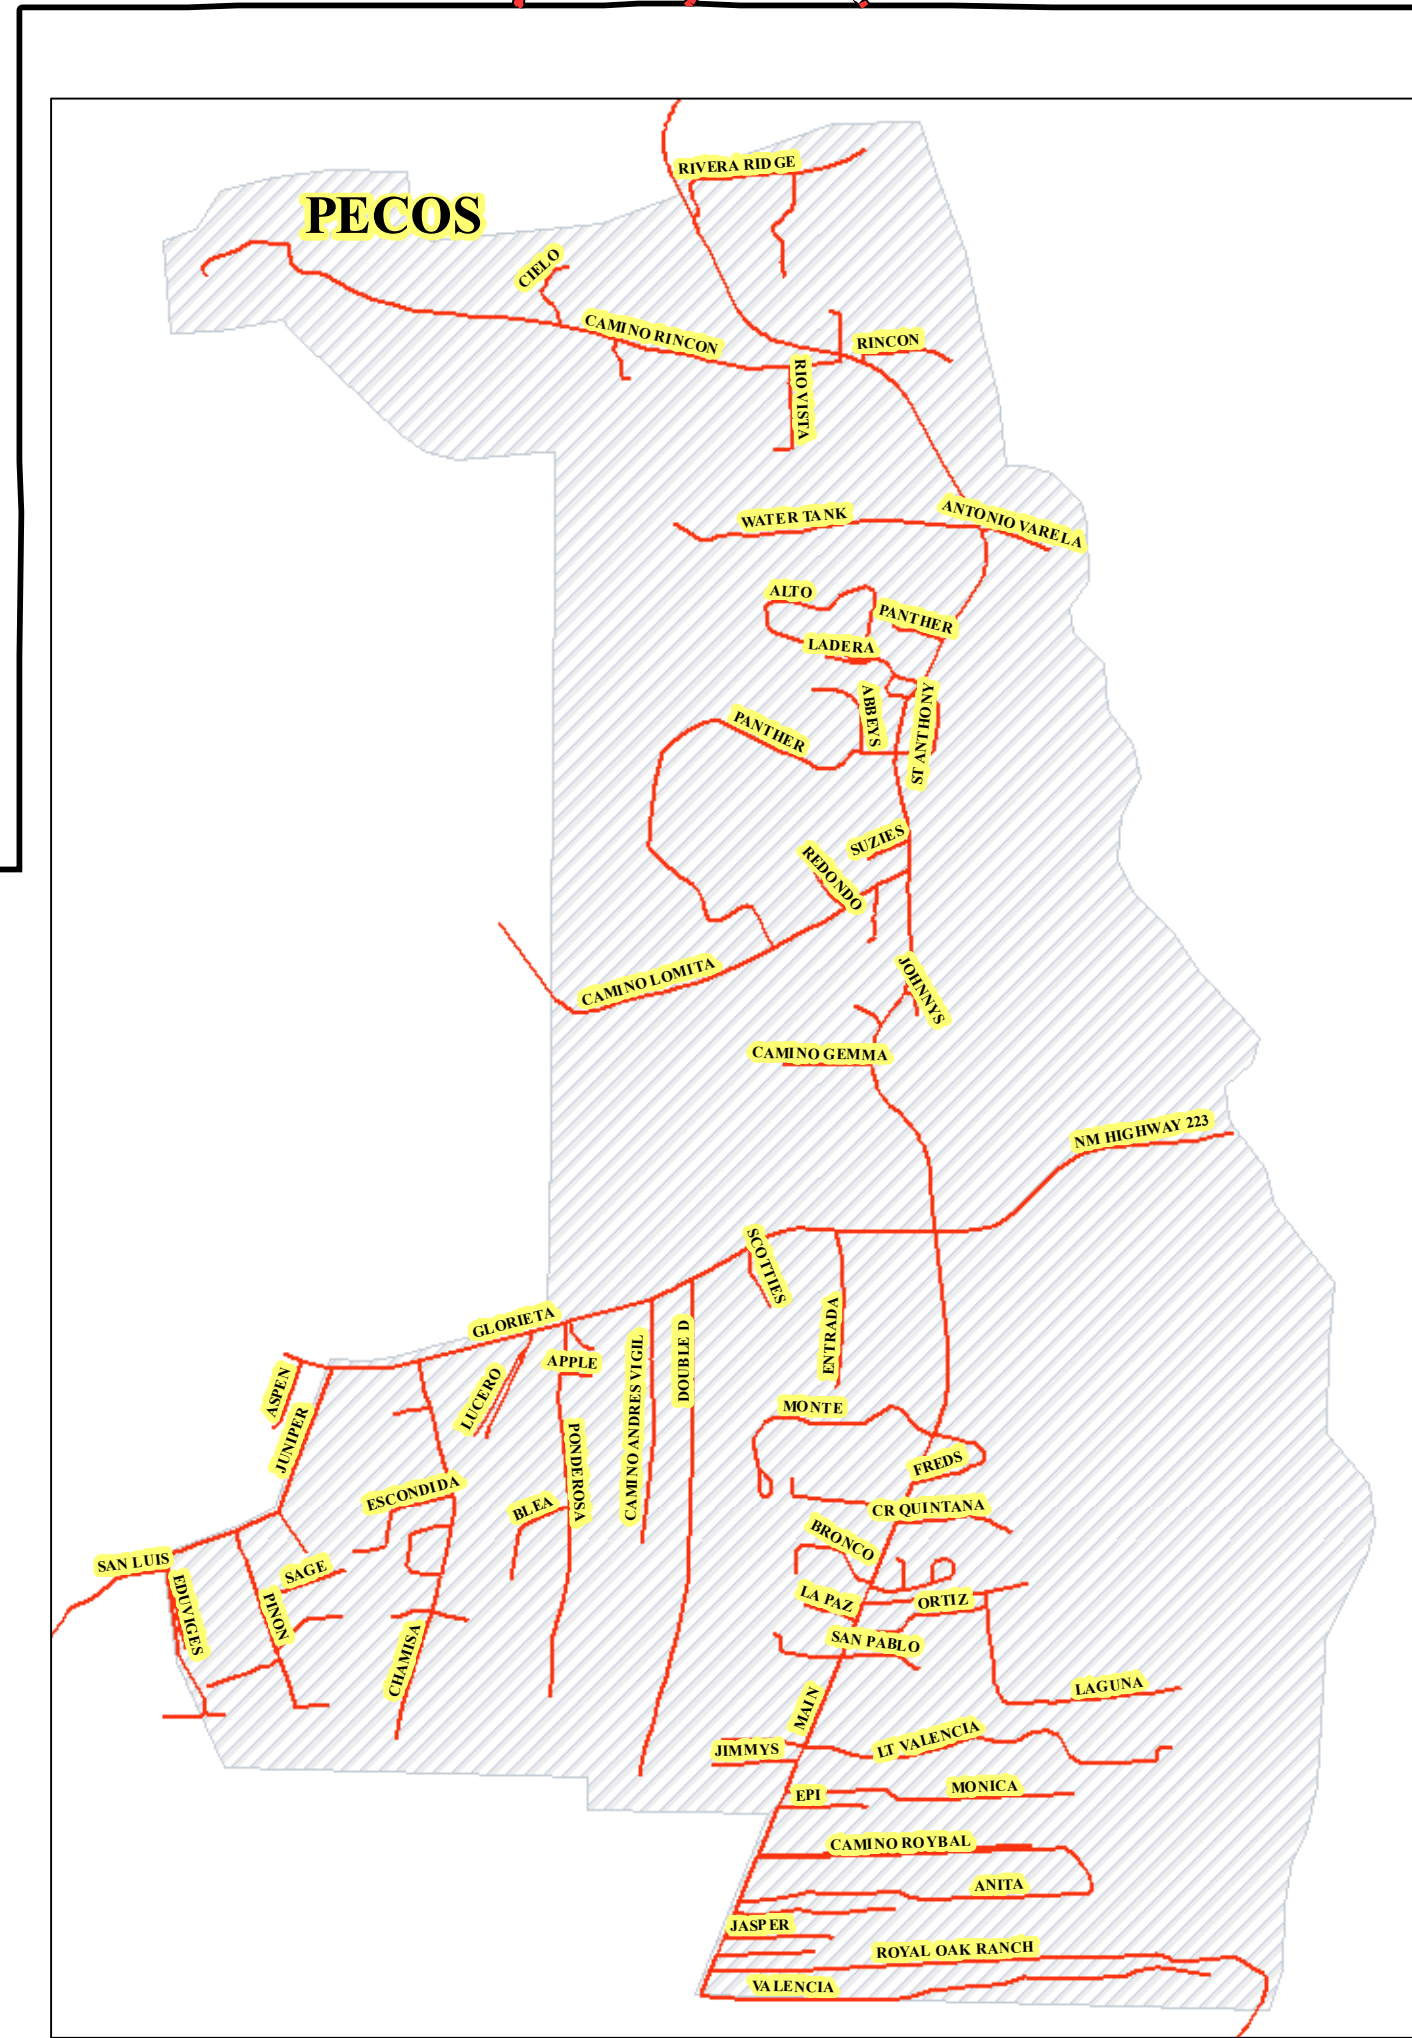 RIVERA RIDGE
PECOS
CIELO
CAMINO RINCON
RINCON
RIO VISTA
WATER TANK
ANTONIO VARELA
ALTO
PANTHER
LADERA
ABBEYS
ST ANTHONY
PANTHER
SUZIES
REDONDO
CAMINO LOMITA
JOHNNYS
CAMINO GEMMA
NM HIGHWAY 223
SCOTTIES
GLORIETA
ENTRADA
DOUBLE D
CAMINO ANDRES VIGIL
APPLE
LUCERO
ASPEN
JUNIPER
MONTE
PONDEROSA
FREDS
ESCONDIDA
BLEA
CR QUINTANA
BRONCO
SAN LUIS
SAGE
EDUVIGES
PINON
LA PAZ
ORTIZ
SAN PABLO
CHAMISA
LAGUNA
MAIN
LT VALENCIA
JIMMYS
EPI
MONICA
CAMINO ROYBAL
ANITA
JASPER
ROYAL OAK RANCH
VALENCIA